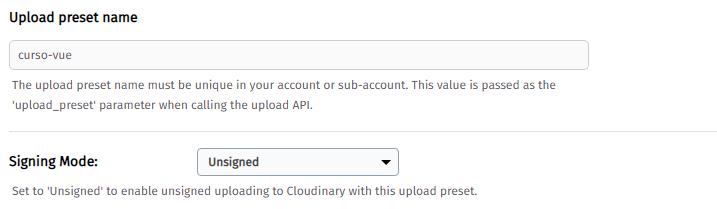 Upload preset name
curso-vue
The upload preset name must be unique in your account or sub-account. This value is passed as the
'upload_preset' parameter when calling the upload API.
Signing Mode: Unsigned
Set to 'Unsigned' to enable unsigned uploading to Cloudinary with this upload preset.